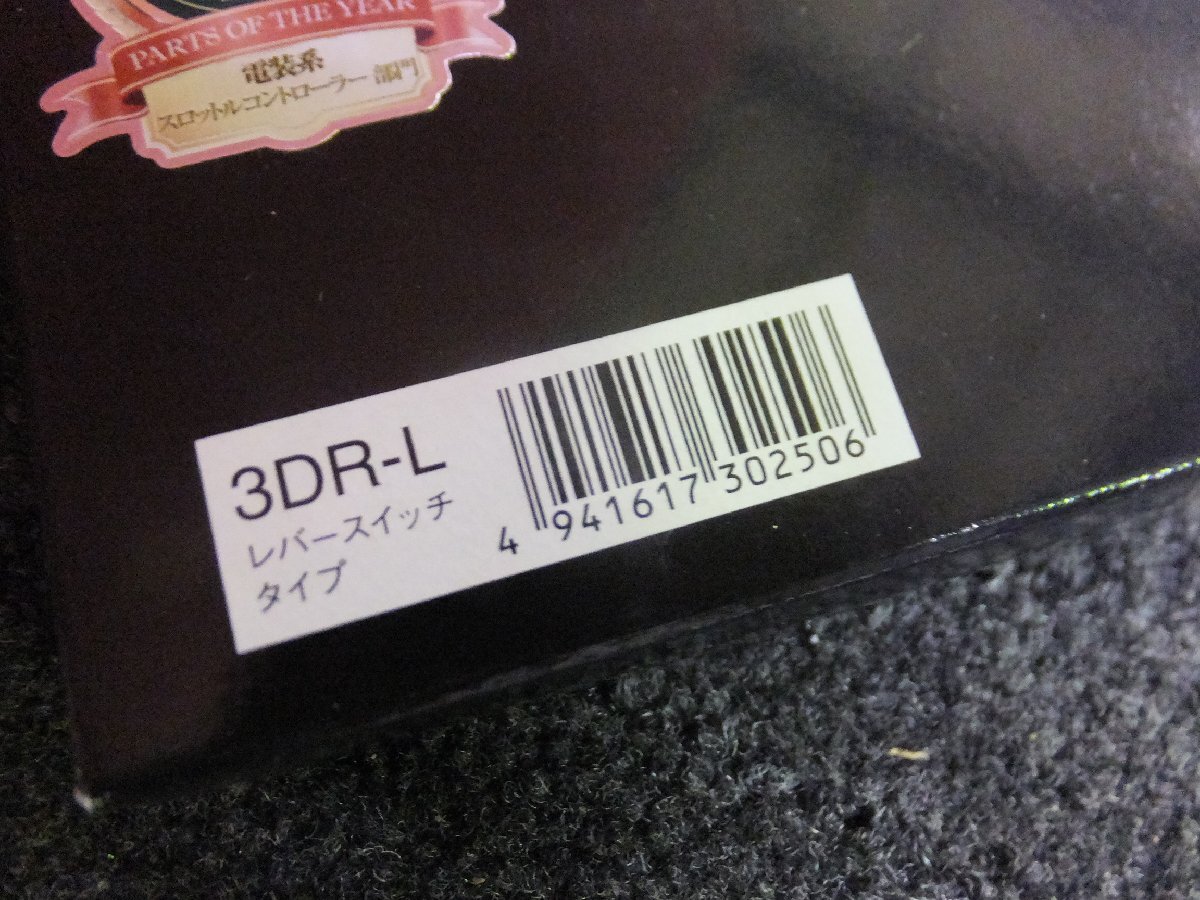 PARTS OF THE YEAR
電装系
スロットルコントローラー 部門
3DR-L
レバースイッチ
タイプ
4 941617 302506